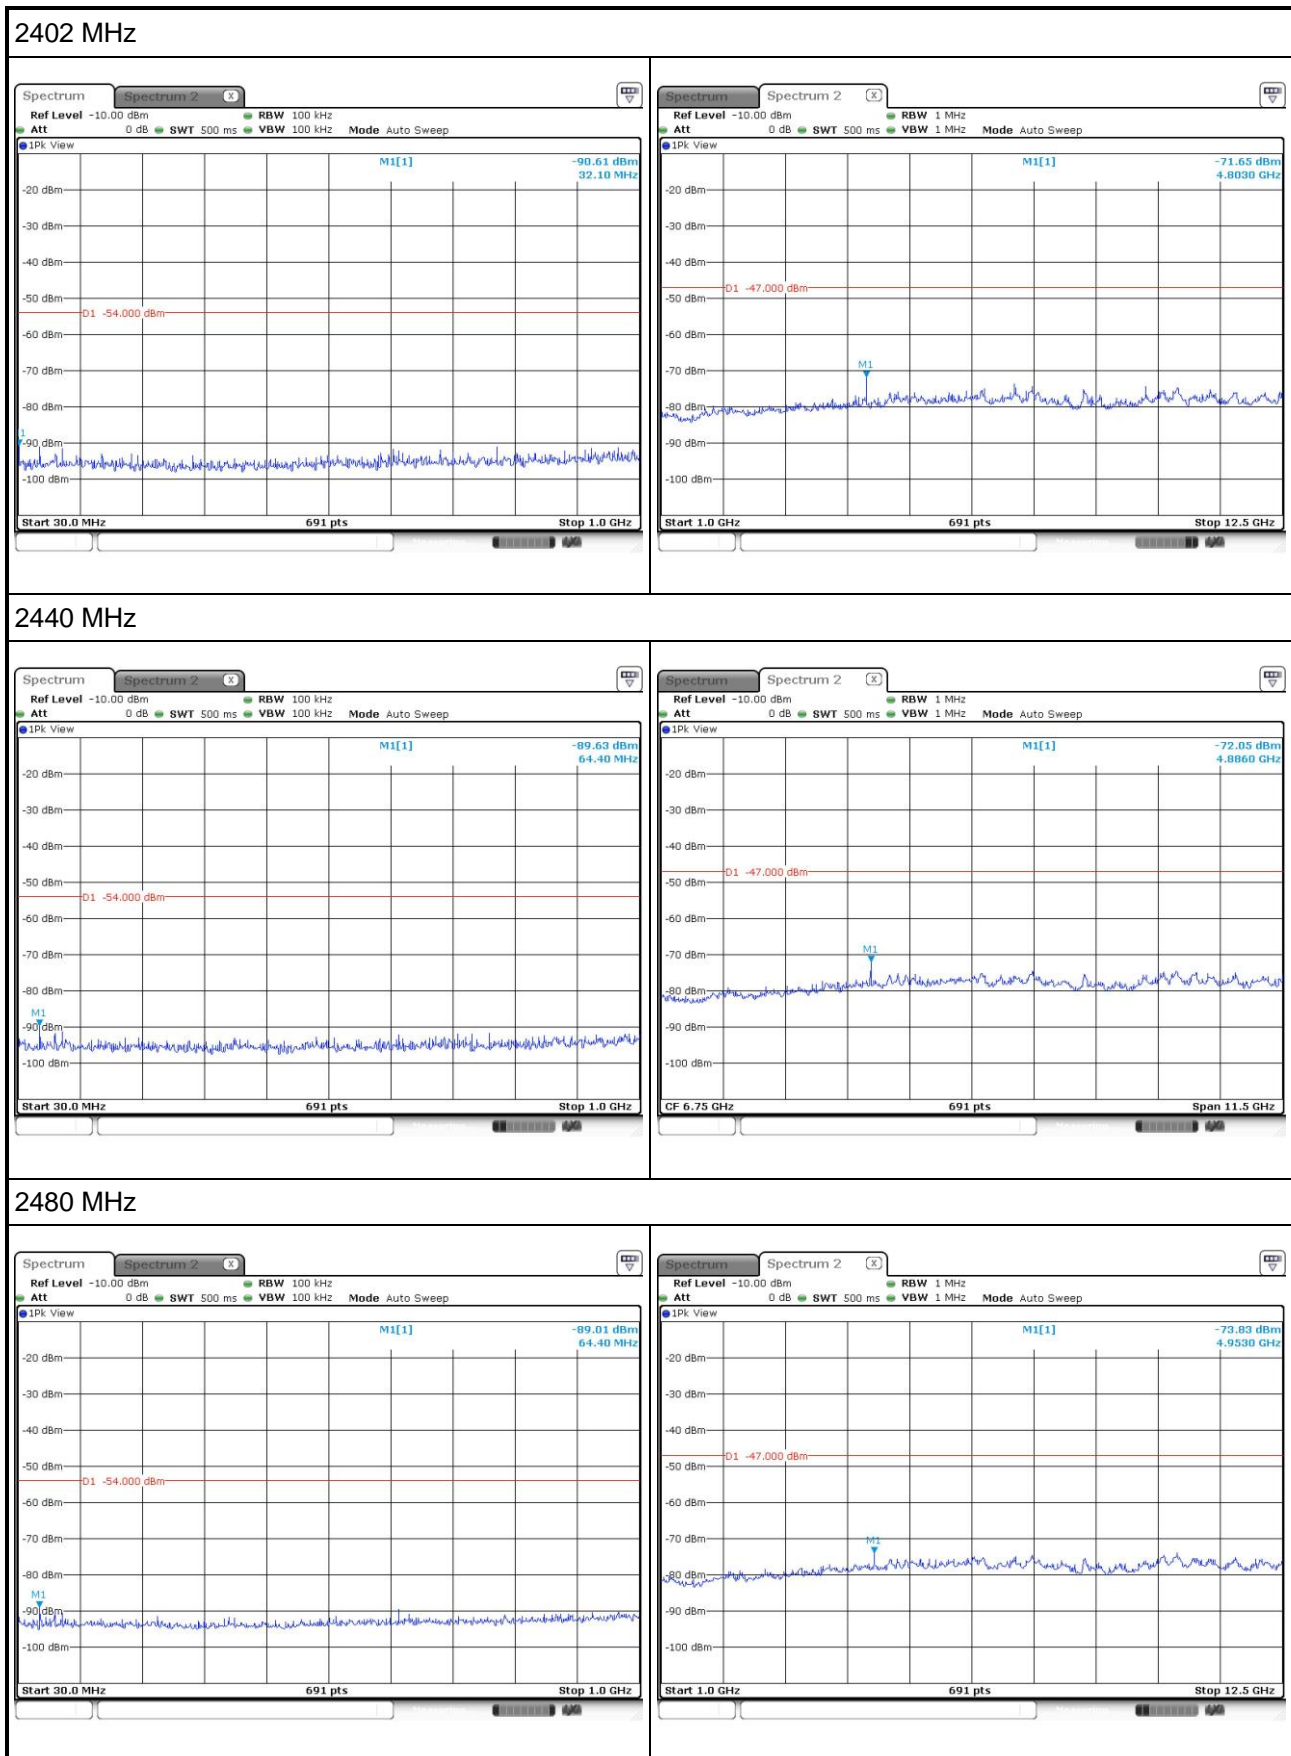 2402 MHz
Spectrum Spectrum 2 X
Ref Level -10.00 dBm RBW 100 kHz
Att 0 dB SWT 500 ms VBW 100 kHz Mode Auto Sweep
1Pk View
M1[1] -90.61 dBm
32.10 MHz
-20 dBm
-30 dBm
-40 dBm
-50 dBm
D1 -54.000 dBm
-60 dBm
-70 dBm
-80 dBm
1
-90 dBm
-100 dBm
Start 30.0 MHz 691 pts Stop 1.0 GHz
Spectrum Spectrum 2 X
Ref Level -10.00 dBm RBW 1 MHz
Att 0 dB SWT 500 ms VBW 1 MHz Mode Auto Sweep
1Pk View
M1[1] -71.65 dBm
4.8030 GHz
-20 dBm
-30 dBm
-40 dBm
D1 -47.000 dBm
-50 dBm
-60 dBm
M1
-70 dBm
-80 dBm
-90 dBm
-100 dBm
Start 1.0 GHz 691 pts Stop 12.5 GHz
2440 MHz
Spectrum Spectrum 2 X
Ref Level -10.00 dBm RBW 100 kHz
Att 0 dB SWT 500 ms VBW 100 kHz Mode Auto Sweep
1Pk View
M1[1] -89.63 dBm
64.40 MHz
-20 dBm
-30 dBm
-40 dBm
-50 dBm
D1 -54.000 dBm
-60 dBm
-70 dBm
-80 dBm
M1
-90 dBm
-100 dBm
Start 30.0 MHz 691 pts Stop 1.0 GHz
Spectrum Spectrum 2 X
Ref Level -10.00 dBm RBW 1 MHz
Att 0 dB SWT 500 ms VBW 1 MHz Mode Auto Sweep
1Pk View
M1[1] -72.05 dBm
4.8860 GHz
-20 dBm
-30 dBm
-40 dBm
D1 -47.000 dBm
-50 dBm
-60 dBm
M1
-70 dBm
-80 dBm
-90 dBm
-100 dBm
CF 6.75 GHz 691 pts Span 11.5 GHz
2480 MHz
Spectrum Spectrum 2 X
Ref Level -10.00 dBm RBW 100 kHz
Att 0 dB SWT 500 ms VBW 100 kHz Mode Auto Sweep
1Pk View
M1[1] -89.01 dBm
64.40 MHz
-20 dBm
-30 dBm
-40 dBm
-50 dBm
D1 -54.000 dBm
-60 dBm
-70 dBm
-80 dBm
M1
-90 dBm
-100 dBm
Start 30.0 MHz 691 pts Stop 1.0 GHz
Spectrum Spectrum 2 X
Ref Level -10.00 dBm RBW 1 MHz
Att 0 dB SWT 500 ms VBW 1 MHz Mode Auto Sweep
1Pk View
M1[1] -73.83 dBm
4.9530 GHz
-20 dBm
-30 dBm
-40 dBm
D1 -47.000 dBm
-50 dBm
-60 dBm
-70 dBm
M1
-80 dBm
-90 dBm
-100 dBm
Start 1.0 GHz 691 pts Stop 12.5 GHz